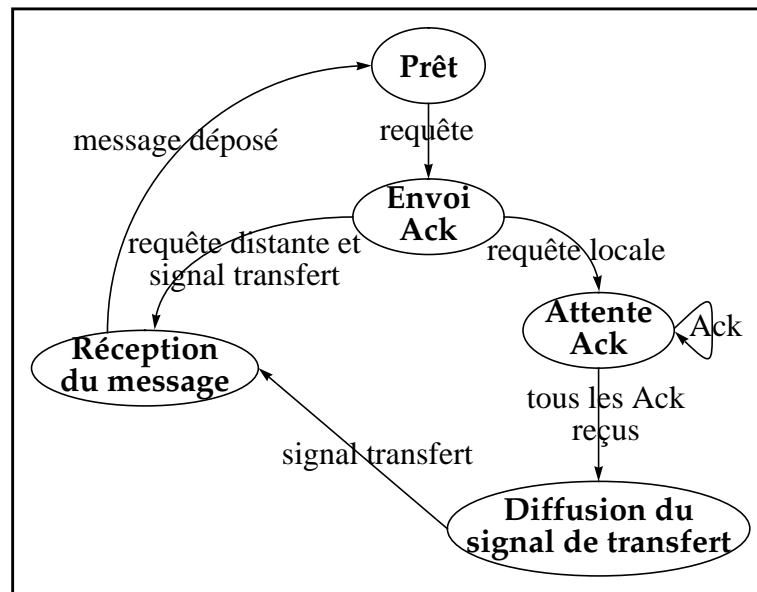 Prêt
message déposé
requête
Envoi
Ack
requête distante et
signal transfert
requête locale
Attente
Ack
Ack
Réception
du message
tous les Ack
reçus
signal transfert
Diffusion du
signal de transfert